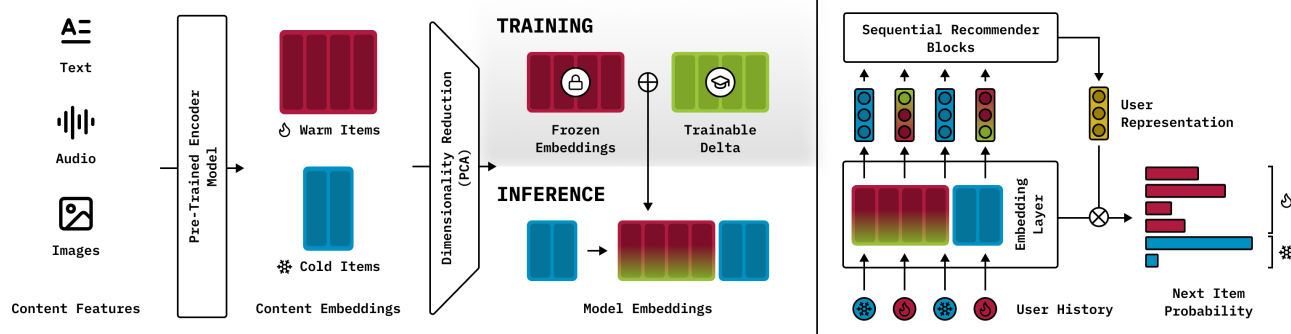 A
Text
Audio
Images
Content Features
Pre-Trained Encoder
Model
Warm Items
Cold Items
Content Embeddings
Dimensionality Reduction
(PCA)
TRAINING
Frozen
Embeddings
Trainable
Delta
INFERENCE
Model Embeddings
Sequential Recommender
Blocks
User
Representation
Embedding
Layer
User History
Next Item
Probability